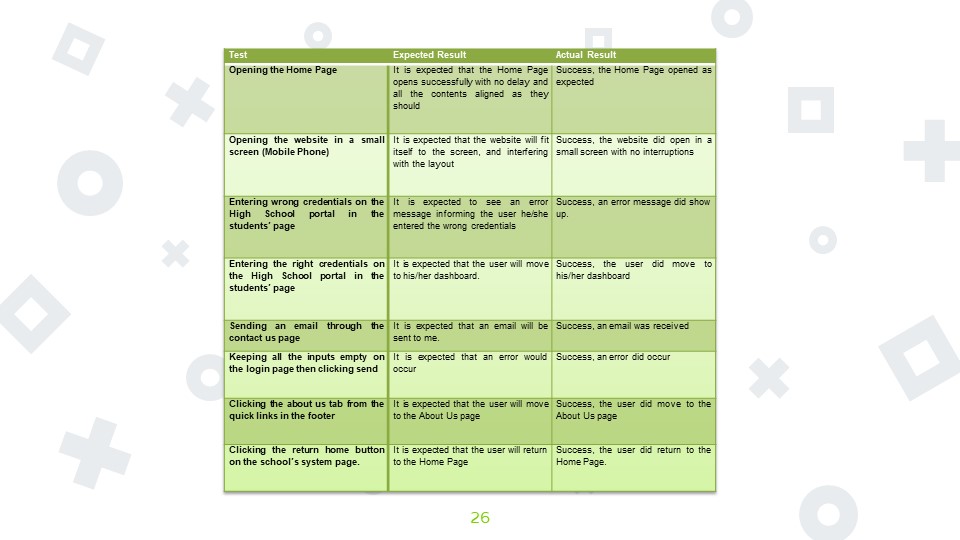 Test
Expected Result
Actual Result
Opening the Home Page
It is expected that the Home Page
opens successfully with no delay and
all the contents aligned as they
should
Success, the Home Page opened as
expected
Opening the website in a small
screen (Mobile Phone)
It is expected that the website will fit
itself to the screen, and interfering
with the layout
Success, the website did open in a
small screen with no interruptions
Entering wrong credentials on the
High School portal in the
students' page
It is expected to see an error
message informing the user he/she
entered the wrong credentials
Success, an error message did show
up.
Entering the right credentials on
the High School portal in the
students' page
It is expected that the user will move
to his/her dashboard.
Success, the user did move to
his/her dashboard
Sending an email through the
contact us page
It is expected that an email will be
sent to me.
Success, an email was received
Keeping all the inputs empty on
the login page then clicking send
It is expected that an error would
occur
Success, an error did occur
Clicking the about us tab from the
quick links in the footer
It is expected that the user will move
to the About Us page
Success, the user did move to the
About Us page
Clicking the return home button
on the school's system page.
It is expected that the user will return
to the Home Page
Success, the user did return to the
Home Page.
26